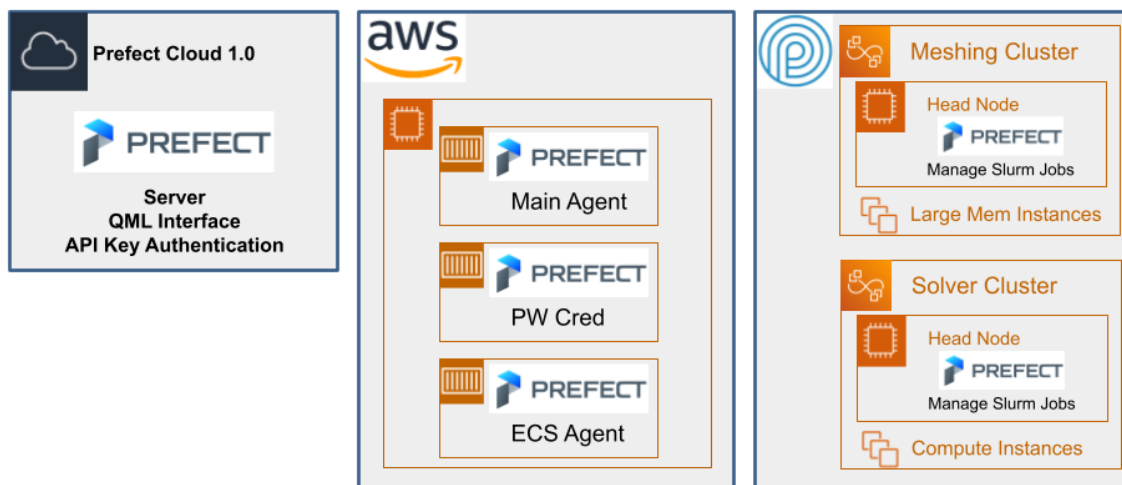 Prefect Cloud 1.0
PREFECT
Server
QML Interface
API Key Authentication
aws
PREFECT
Main Agent
PREFECT
PW Cred
PREFECT
ECS Agent
Meshing Cluster
Head Node
PREFECT
Manage Slurm Jobs
Large Mem Instances
Solver Cluster
Head Node
PREFECT
Manage Slurm Jobs
Compute Instances